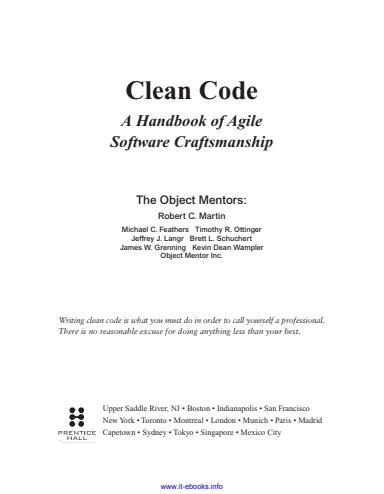 Clean Code
A Handbook of Agile
Software Craftsmanship
The Object Mentors:
Robert C. Martin
Michael C. Feathers Timothy R. Ottinger
Jeffrey J. Langr Brett L. Schuchert
James W. Grenning Kevin Dean Wampler
Object Mentor Inc.
Writing clean code is what you must do in order to call yourself a professional.
There is no reasonable excuse for doing anything less than your best.
PRENTICE
HALL
Upper Saddle River, NJ • Boston • Indianapolis • San Francisco
New York • Toronto • Montreal • London • Munich • Paris • Madrid
Capetown • Sydney • Tokyo • Singapore • Mexico City
www.it-ebooks.info